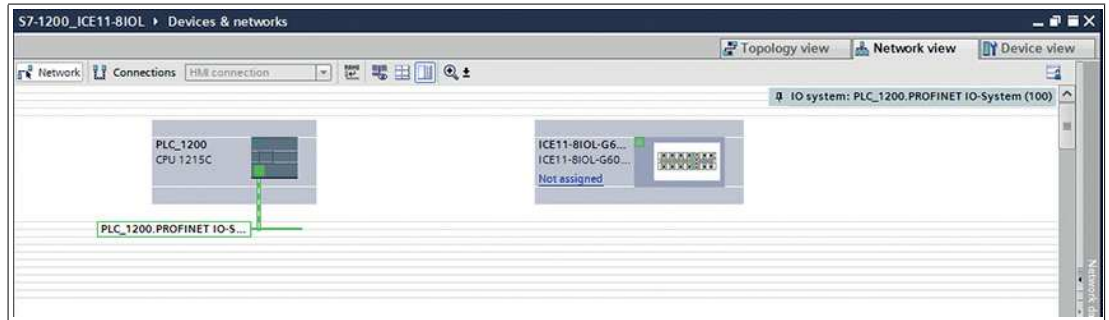 S7-1200_ICE11-8IOL ▸ Devices & networks
Topology view
Network view
Device view
Network
Connections
HMI connection
IO system: PLC_1200.PROFINET IO-System (100)
PLC_1200
CPU 1215C
ICE11-8IOL-G6...
ICE11-8IOL-G60...
Not assigned
PLC_1200.PROFINET IO-S...
Network